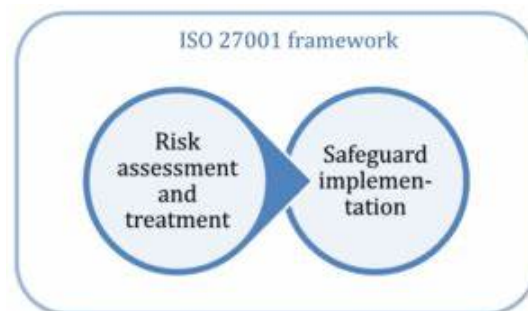 ISO 27001 framework
Risk
assessment
and
treatment
Safeguard
implemen-
tation